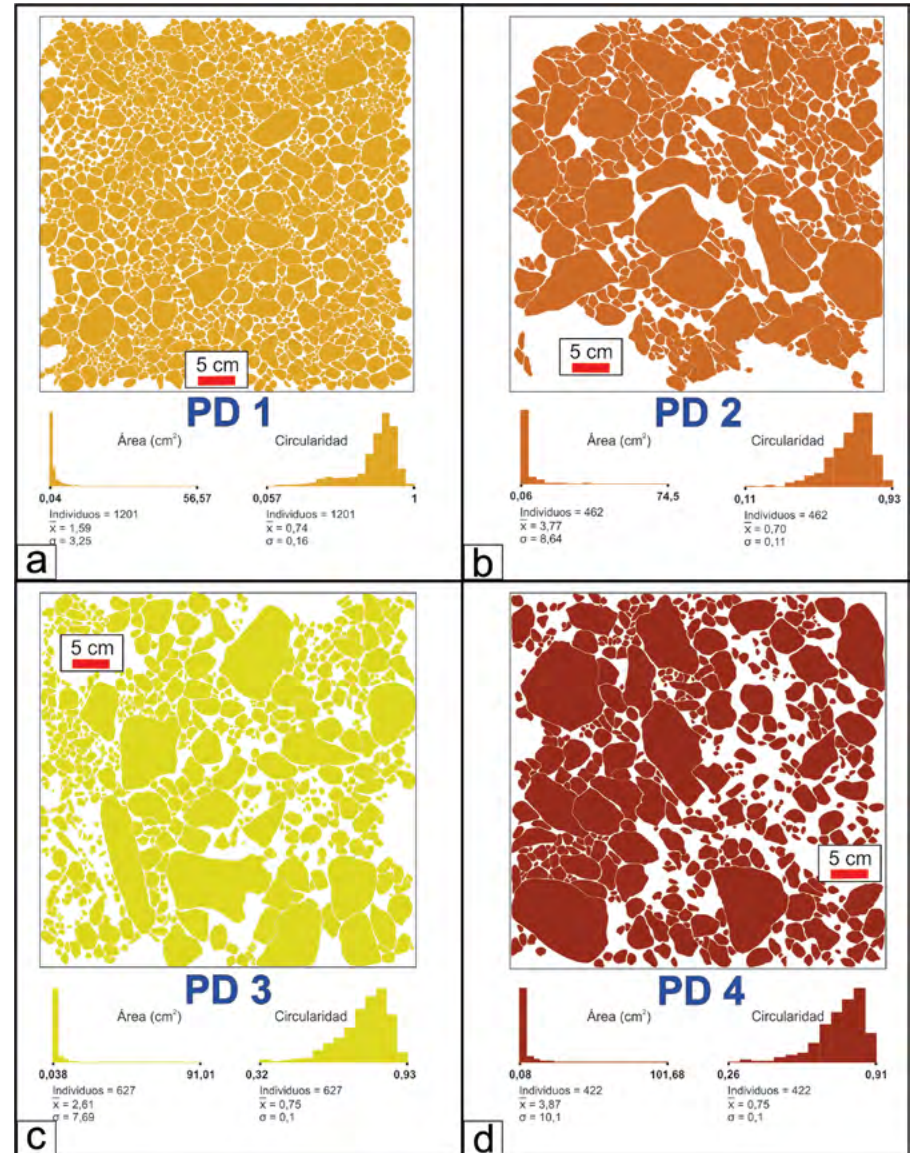 5 cm
PD 1
Área (cm²) Circularidad
0,04 56,57 0,057 1
Individuos = 1201 Individuos = 1201
x̄ = 1,59 x̄ = 0,74
σ = 3,25 σ = 0,16
a
5 cm
PD 2
Área (cm²) Circularidad
0,06 74,5 0,11 0,93
Individuos = 462 Individuos = 462
x̄ = 3,77 x̄ = 0,70
σ = 8,64 σ = 0,11
b
5 cm
PD 3
Área (cm²) Circularidad
0,038 91,01 0,32 0,93
Individuos = 627 Individuos = 627
x̄ = 2,61 x̄ = 0,75
σ = 7,69 σ = 0,1
c
5 cm
PD 4
Área (cm²) Circularidad
0,08 101,68 0,26 0,91
Individuos = 422 Individuos = 422
x̄ = 3,87 x̄ = 0,75
σ = 10,1 σ = 0,1
d